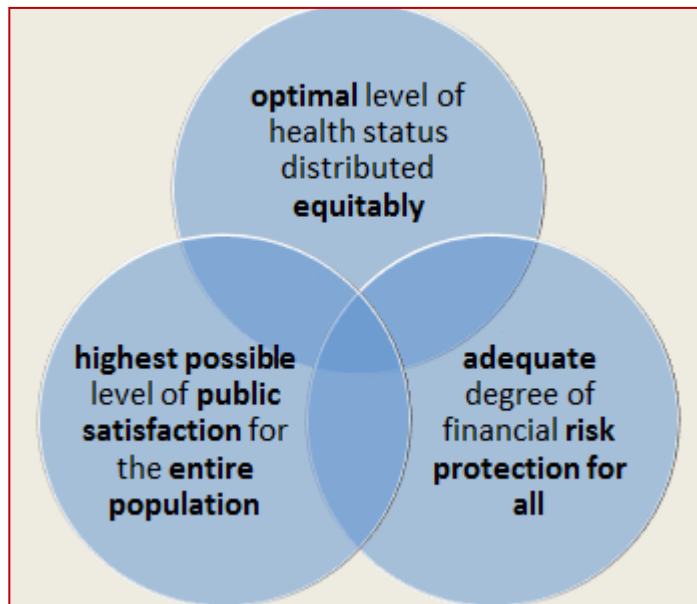 optimal level of
health status
distributed
equitably
highest possible
level of public
satisfaction for
the entire
population
adequate
degree of
financial risk
protection for
all